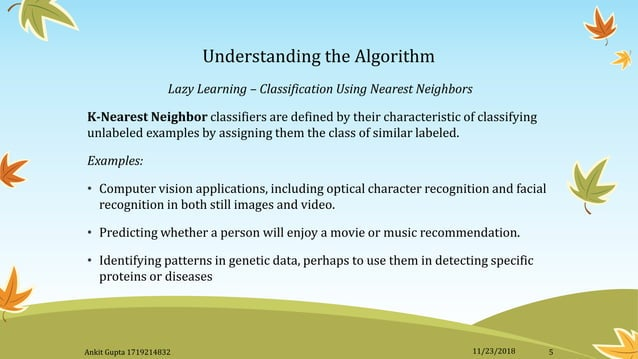 Understanding the Algorithm
Lazy Learning – Classification Using Nearest Neighbors
K-Nearest Neighbor classifiers are defined by their characteristic of classifying
unlabeled examples by assigning them the class of similar labeled.
Examples:
• Computer vision applications, including optical character recognition and facial
recognition in both still images and video.
• Predicting whether a person will enjoy a movie or music recommendation.
• Identifying patterns in genetic data, perhaps to use them in detecting specific
proteins or diseases
Ankit Gupta 1719214832 11/23/2018 5